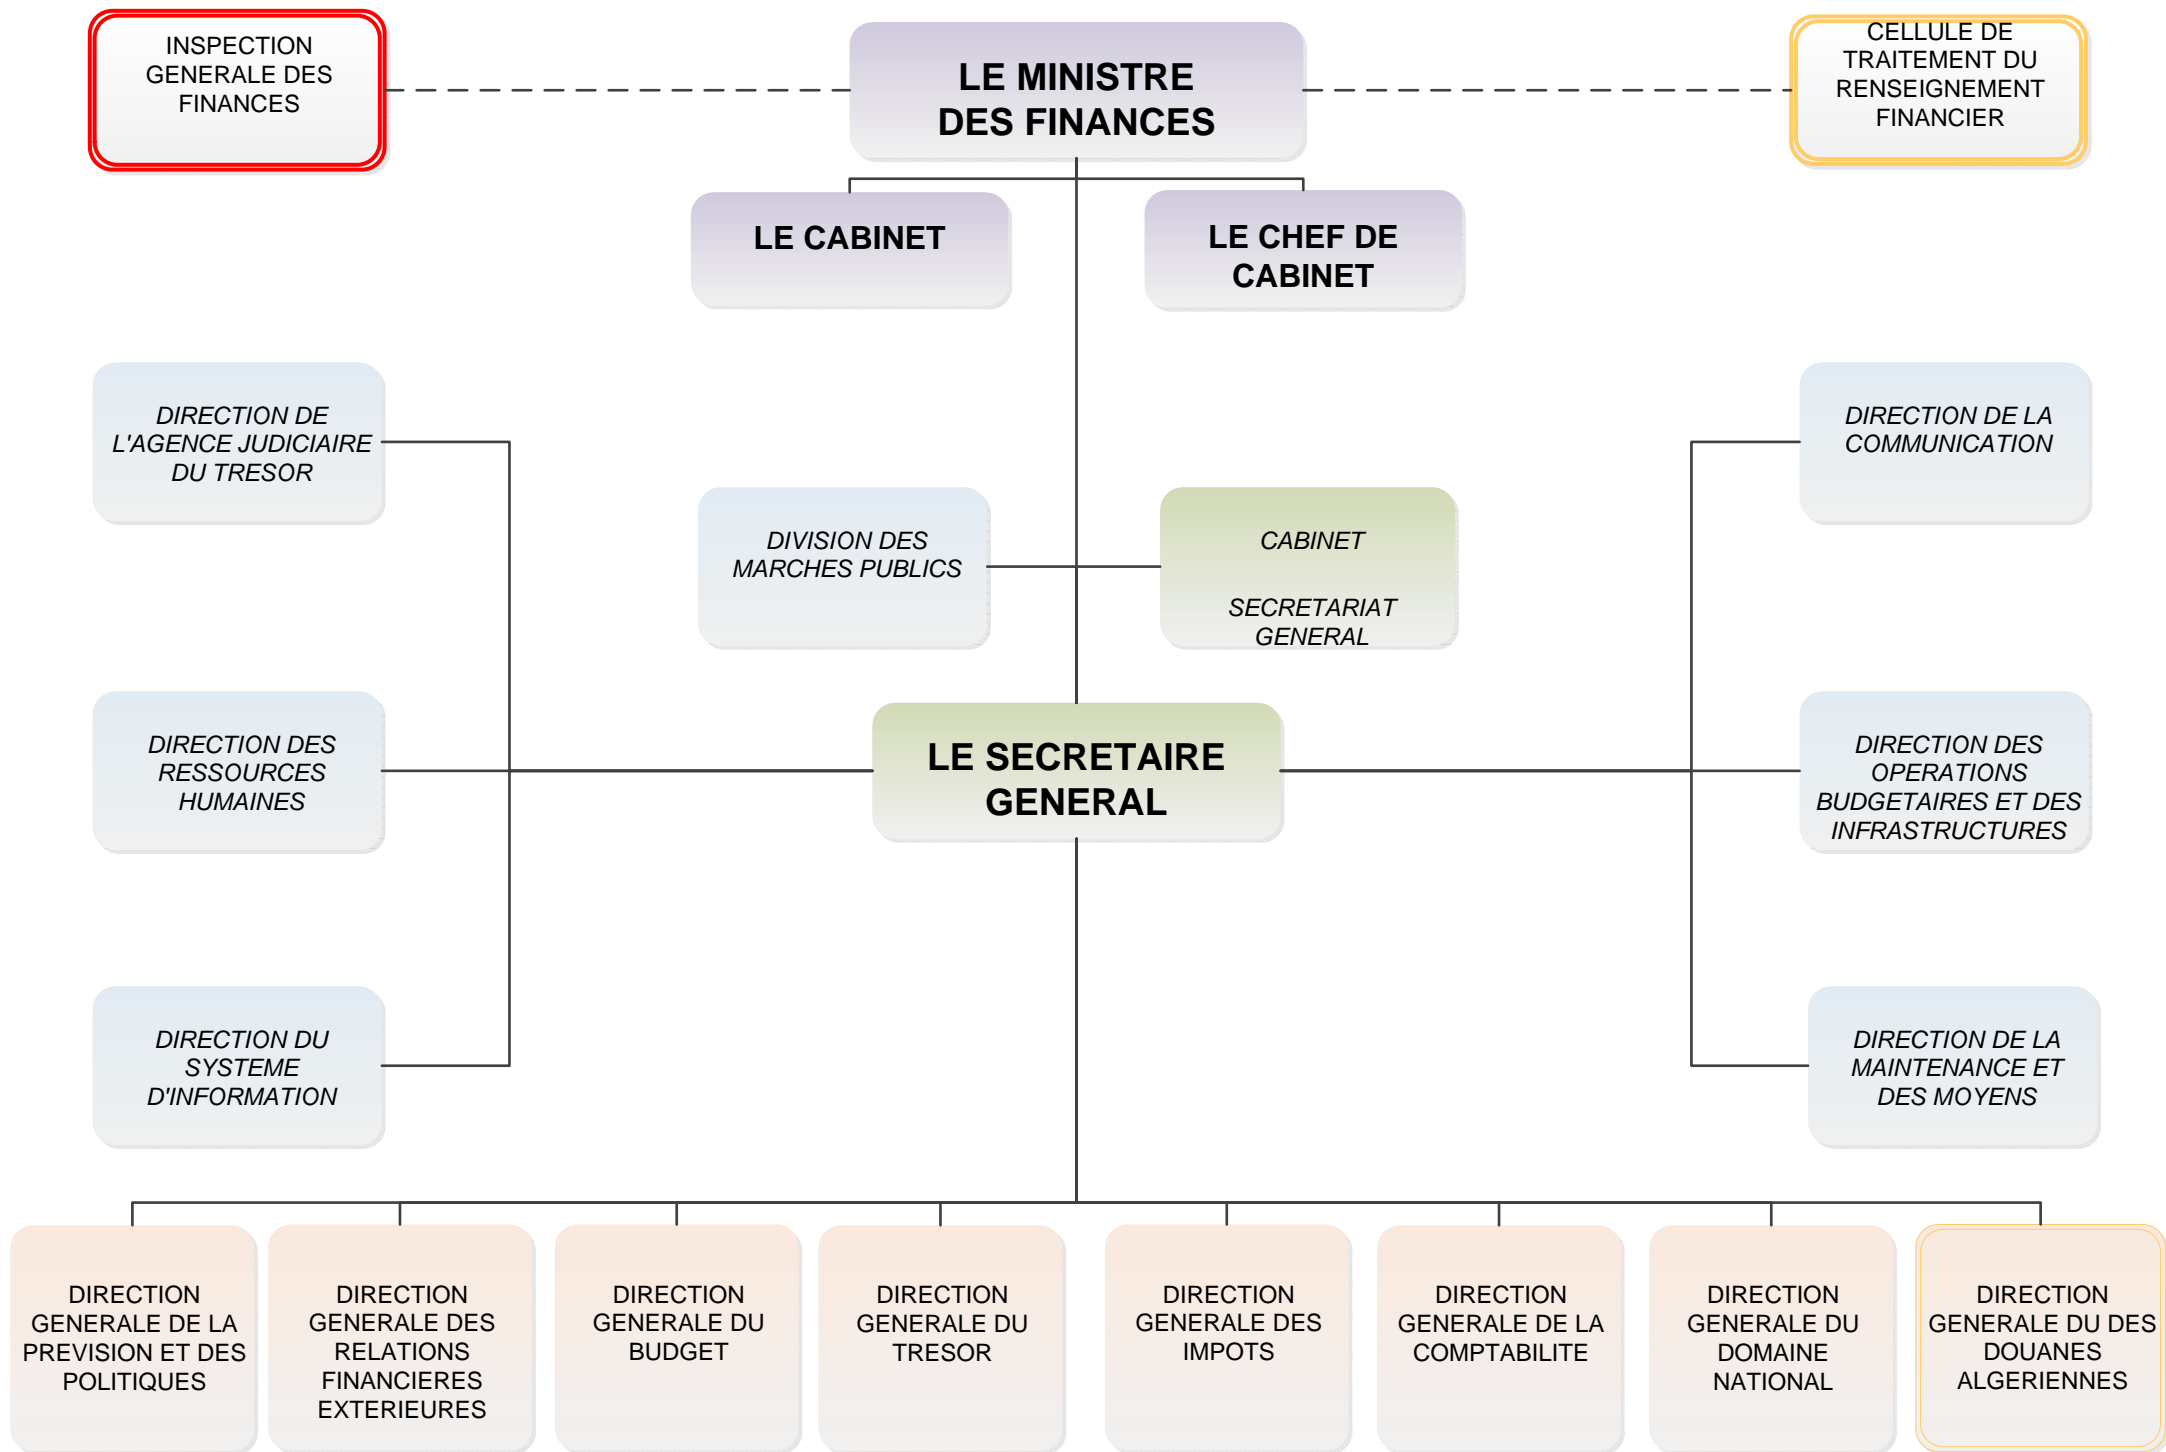 INSPECTION
GENERALE DES
FINANCES
LE MINISTRE
DES FINANCES
CELLULE DE
TRAITEMENT DU
RENSEIGNEMENT
FINANCIER
LE CABINET
LE CHEF DE
CABINET
DIRECTION DE
L'AGENCE JUDICIAIRE
DU TRESOR
DIRECTION DE LA
COMMUNICATION
DIVISION DES
MARCHES PUBLICS
CABINET
SECRETARIAT
GENERAL
DIRECTION DES
RESSOURCES
HUMAINES
LE SECRETAIRE
GENERAL
DIRECTION DES
OPERATIONS
BUDGETAIRES ET DES
INFRASTRUCTURES
DIRECTION DU
SYSTEME
D'INFORMATION
DIRECTION DE LA
MAINTENANCE ET
DES MOYENS
DIRECTION
GENERALE DE LA
PREVISION ET DES
POLITIQUES
DIRECTION
GENERALE DES
RELATIONS
FINANCIERES
EXTERIEURES
DIRECTION
GENERALE DU
BUDGET
DIRECTION
GENERALE DU
TRESOR
DIRECTION
GENERALE DES
IMPOTS
DIRECTION
GENERALE DE LA
COMPTABILITE
DIRECTION
GENERALE DU
DOMAINE
NATIONAL
DIRECTION
GENERALE DU DES
DOUANES
ALGERIENNES